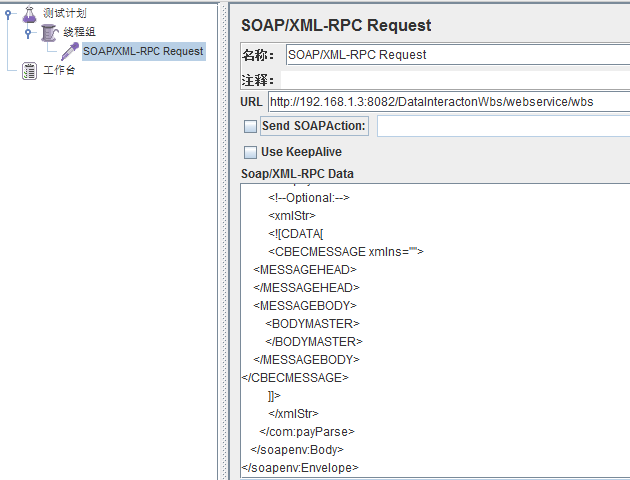 测试计划
线程组
SOAP/XML-RPC Request
工作台
SOAP/XML-RPC Request
名称： SOAP/XML-RPC Request
注释：
URL http://192.168.1.3:8082/DataInteractonWbs/webservice/wbs
Send SOAPAction:
Use KeepAlive
Soap/XML-RPC Data
<!--Optional:-->
<xmlStr>
<![CDATA[
<CBECMESSAGE xmlns="">
<MESSAGEHEAD>
</MESSAGEHEAD>
<MESSAGEBODY>
<BODYMASTER>
</BODYMASTER>
</MESSAGEBODY>
</CBECMESSAGE>
]]>
</xmlStr>
</com:payParse>
</soapenv:Body>
</soapenv:Envelope>